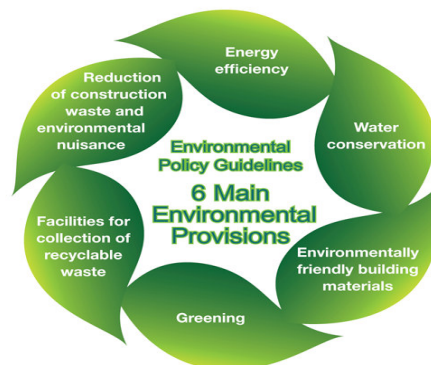 Energy
efficiency
Water
conservation
Environmentally
friendly building
materials
Greening
Facilities for
collection of
recyclable
waste
Reduction
of construction
waste and
environmental
nuisance
Environmental
Policy Guidelines
6 Main
Environmental
Provisions